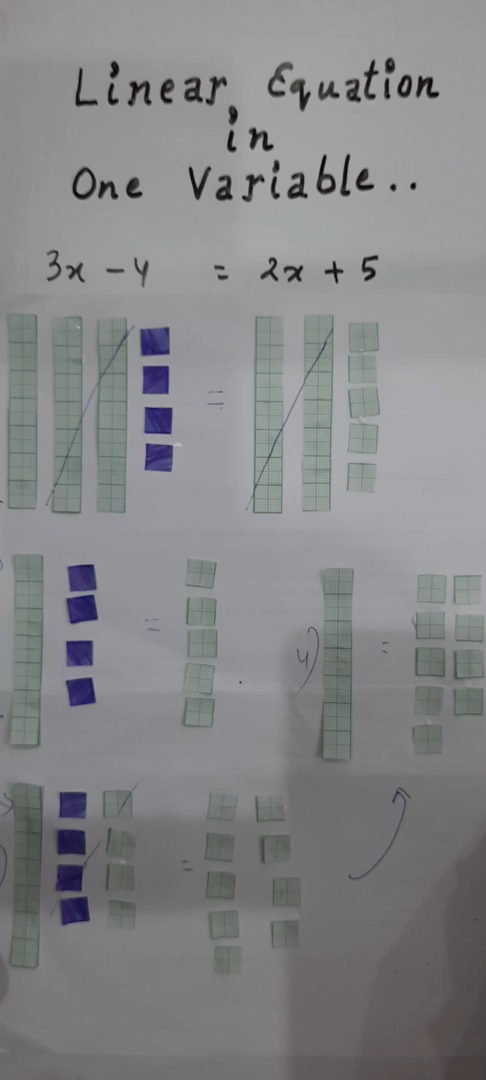 Linear Equation
in
One Variable..
3x - 4 = 2x + 5
=
=
4) =
=